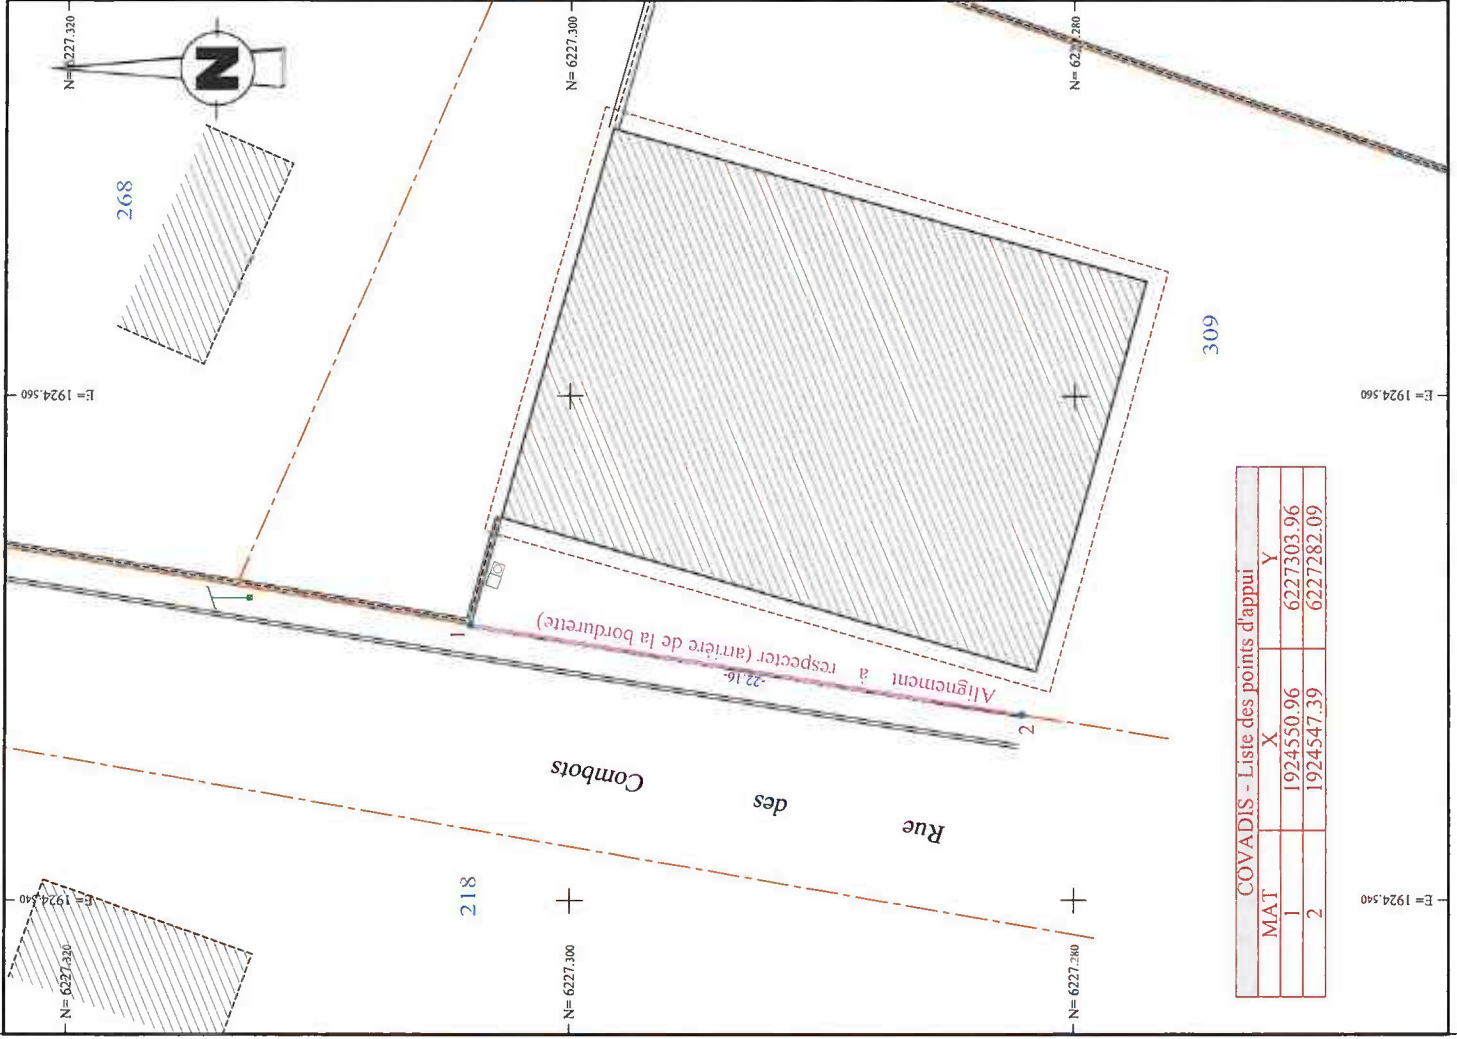 N= 6227.320
N= 6227.300
N= 6227.280
N
268
E= 1924.560
E= 1924.560
309
1
Alignement à respecter (arrière de la bordurette)
-22.16-
2
Rue des Combots
218
E= 1924.540
E= 1924.540
N= 6227.320
N= 6227.300
N= 6227.280
COVADIS - Liste des points d'appui
MAT X Y
1 1924550.96 6227303.96
2 1924547.39 6227282.09